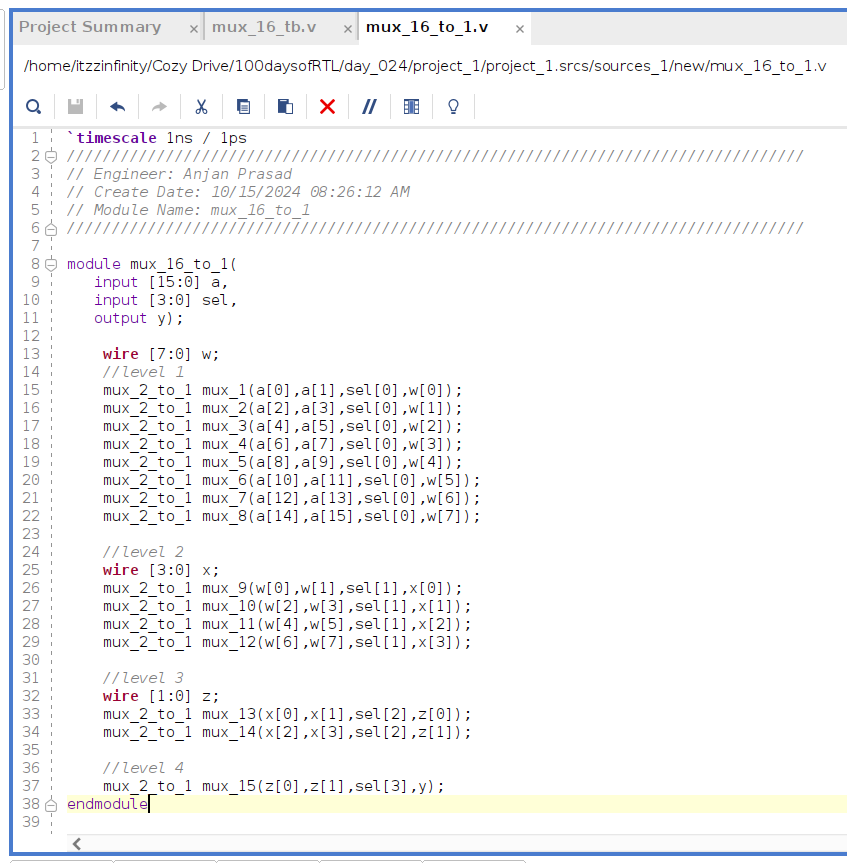 Project Summary × mux_16_tb.v × mux_16_to_1.v ×
/home/itzzinfinity/Cozy Drive/100daysofRTL/day_024/project_1/project_1.srcs/sources_1/new/mux_16_to_1.v
1 `timescale 1ns / 1ps
2 //////////////////////////////////////////////////////////////////////////////////
3 // Engineer: Anjan Prasad
4 // Create Date: 10/15/2024 08:26:12 AM
5 // Module Name: mux_16_to_1
6 //////////////////////////////////////////////////////////////////////////////////
7
8 module mux_16_to_1(
9 input [15:0] a,
10 input [3:0] sel,
11 output y);
12
13 wire [7:0] w;
14 //level 1
15 mux_2_to_1 mux_1(a[0],a[1],sel[0],w[0]);
16 mux_2_to_1 mux_2(a[2],a[3],sel[0],w[1]);
17 mux_2_to_1 mux_3(a[4],a[5],sel[0],w[2]);
18 mux_2_to_1 mux_4(a[6],a[7],sel[0],w[3]);
19 mux_2_to_1 mux_5(a[8],a[9],sel[0],w[4]);
20 mux_2_to_1 mux_6(a[10],a[11],sel[0],w[5]);
21 mux_2_to_1 mux_7(a[12],a[13],sel[0],w[6]);
22 mux_2_to_1 mux_8(a[14],a[15],sel[0],w[7]);
23
24 //level 2
25 wire [3:0] x;
26 mux_2_to_1 mux_9(w[0],w[1],sel[1],x[0]);
27 mux_2_to_1 mux_10(w[2],w[3],sel[1],x[1]);
28 mux_2_to_1 mux_11(w[4],w[5],sel[1],x[2]);
29 mux_2_to_1 mux_12(w[6],w[7],sel[1],x[3]);
30
31 //level 3
32 wire [1:0] z;
33 mux_2_to_1 mux_13(x[0],x[1],sel[2],z[0]);
34 mux_2_to_1 mux_14(x[2],x[3],sel[2],z[1]);
35
36 //level 4
37 mux_2_to_1 mux_15(z[0],z[1],sel[3],y);
38 endmodule
39